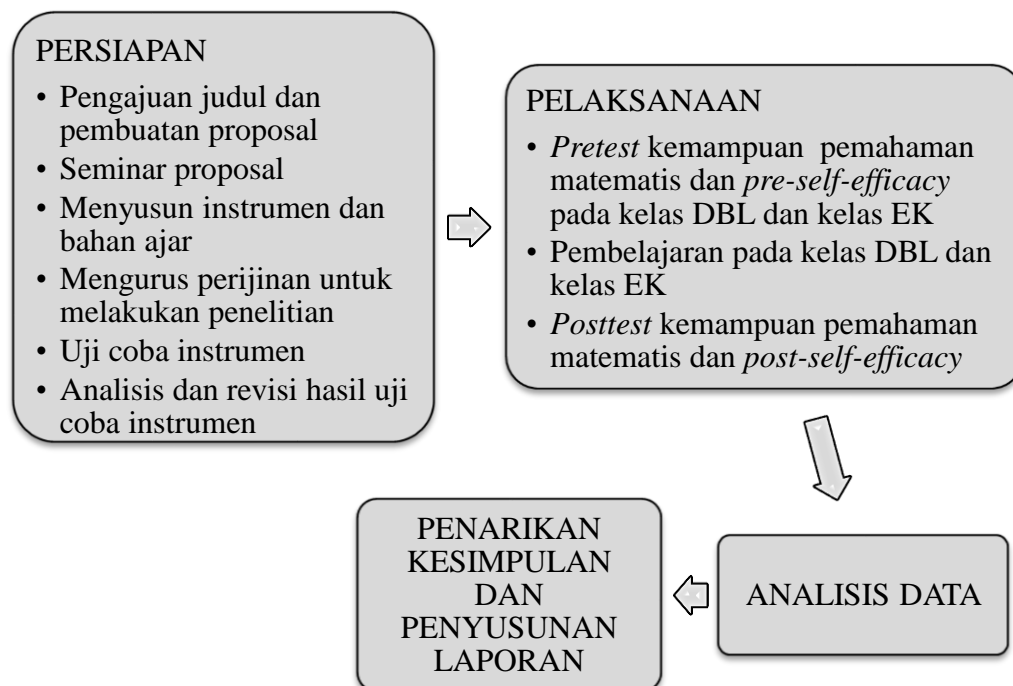 PERSIAPAN
• Pengajuan judul dan
pembuatan proposal
• Seminar proposal
• Menyusun instrumen dan
bahan ajar
• Mengurus perijinan untuk
melakukan penelitian
• Uji coba instrumen
• Analisis dan revisi hasil uji
coba instrumen
PELAKSANAAN
• Pretest kemampuan pemahaman
matematis dan pre-self-efficacy
pada kelas DBL dan kelas EK
• Pembelajaran pada kelas DBL dan
kelas EK
• Posttest kemampuan pemahaman
matematis dan post-self-efficacy
ANALISIS DATA
PENARIKAN
KESIMPULAN
DAN
PENYUSUNAN
LAPORAN